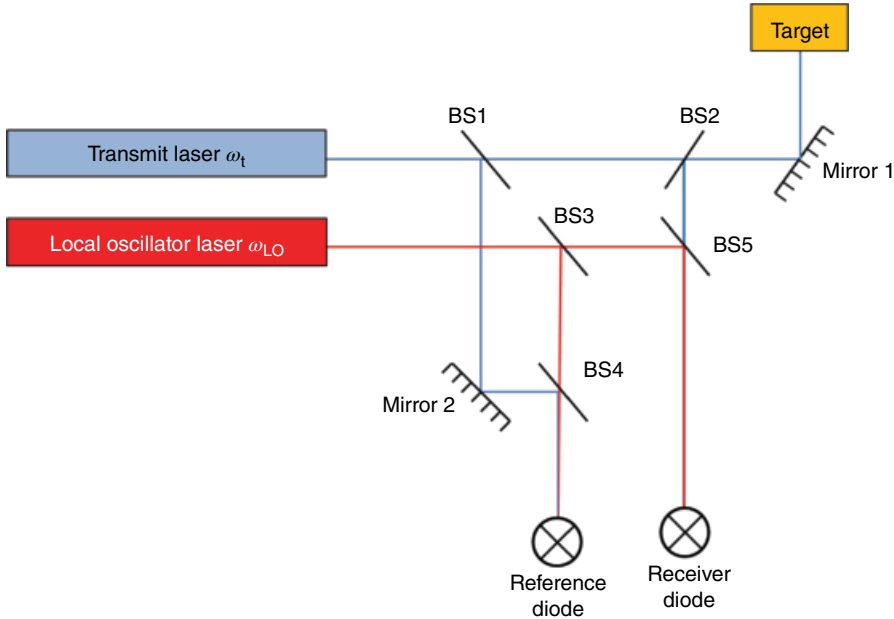 Target
BS1
BS2
Transmit laser ωt
Mirror 1
BS3
Local oscillator laser ωLO
BS5
BS4
Mirror 2
Reference
diode
Receiver
diode